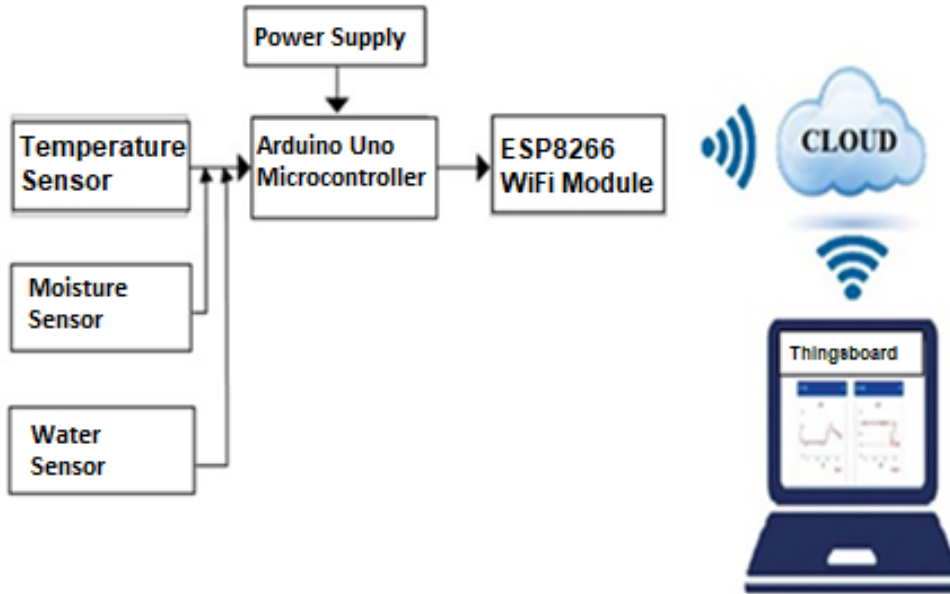 Power Supply
Temperature
Sensor
Arduino Uno
Microcontroller
ESP8266
WiFi Module
CLOUD
Moisture
Sensor
Water
Sensor
Thingsboard